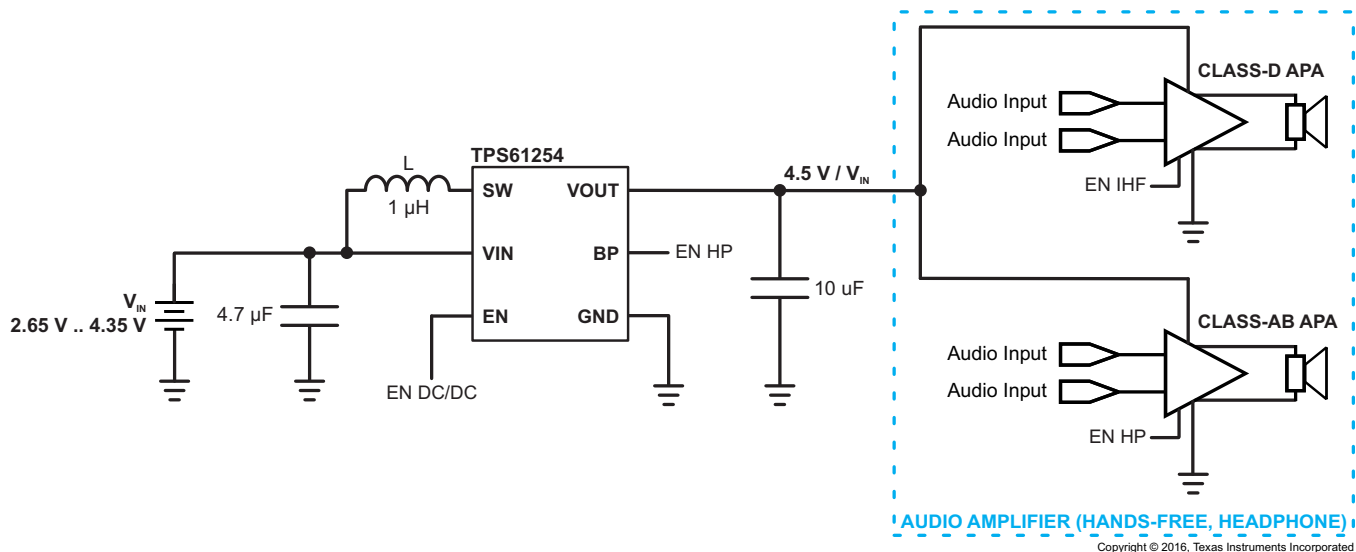 CLASS-D APA
Audio Input
Audio Input
EN IHF
TPS61254
L
1 µH
SW
VOUT
4.5 V / VIN
VIN
BP
EN HP
10 uF
VIN
2.65 V .. 4.35 V
4.7 µF
EN
GND
EN DC/DC
CLASS-AB APA
Audio Input
Audio Input
EN HP
AUDIO AMPLIFIER (HANDS-FREE, HEADPHONE)
Copyright © 2016, Texas Instruments Incorporated